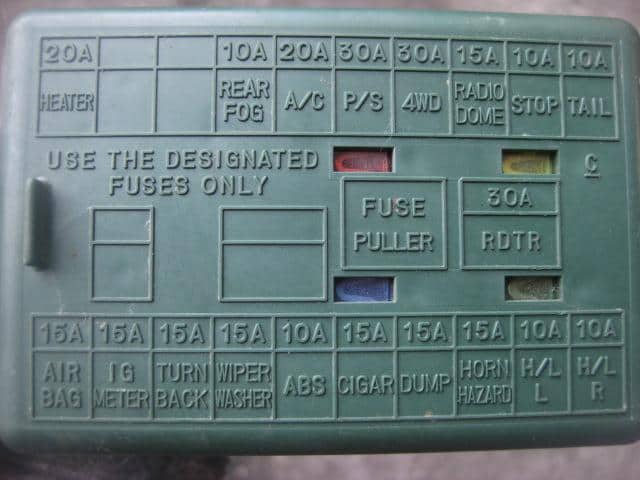 20A 10A 20A 30A 30A 15A 10A 10A
HEATER REAR FOG A/C P/S 4WD RADIO DOME STOP TAIL
USE THE DESIGNATED
FUSES ONLY
C
FUSE
PULLER
30A
RDTR
15A 15A 15A 15A 10A 15A 15A 15A 10A 10A
AIR BAG IG METER TURN BACK WIPER WASHER ABS CIGAR DUMP HORN HAZARD H/L L H/L R